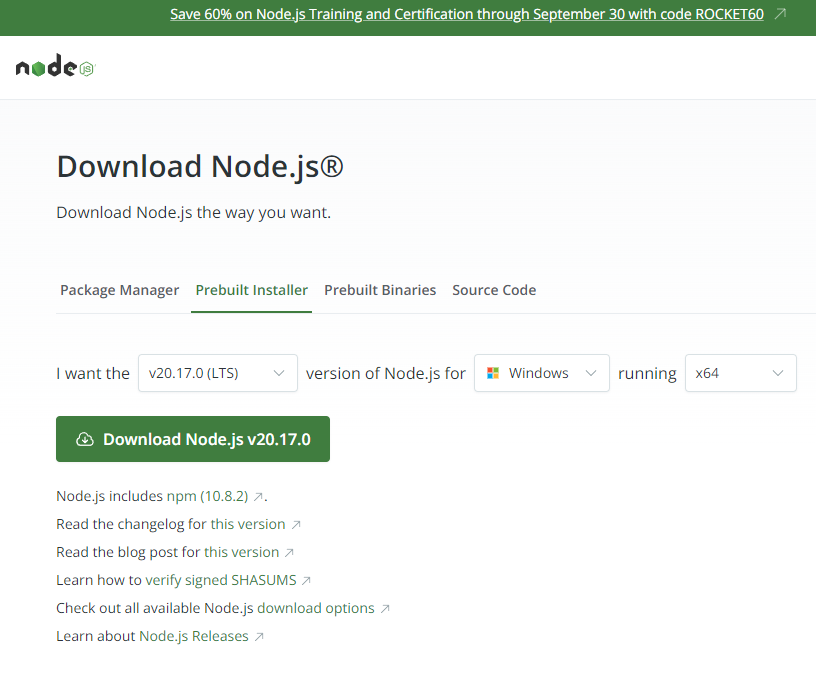 Save 60% on Node.js Training and Certification through September 30 with code ROCKET60
node JS
Download Node.js®
Download Node.js the way you want.
Package Manager Prebuilt Installer Prebuilt Binaries Source Code
I want the v20.17.0 (LTS) version of Node.js for Windows running x64
Download Node.js v20.17.0
Node.js includes npm (10.8.2) .
Read the changelog for this version
Read the blog post for this version
Learn how to verify signed SHASUMS
Check out all available Node.js download options
Learn about Node.js Releases